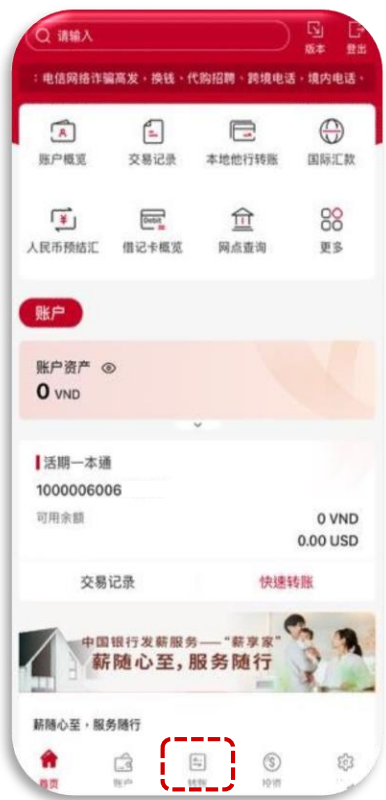 请输入
版本 登出
：电信网络诈骗高发，换钱、代购招聘、跨境电话、境内电话、
账户概览 交易记录 本地他行转账 国际汇款
人民币预结汇 借记卡概览 网点查询 更多
Debit
账户
账户资产
0 VND
活期一本通
1000006006
可用余额 0 VND
0.00 USD
交易记录 快速转账
中国银行发薪服务——“薪享家”
薪随心至，服务随行
薪随心至，服务随行
首页 账户 转账 投资